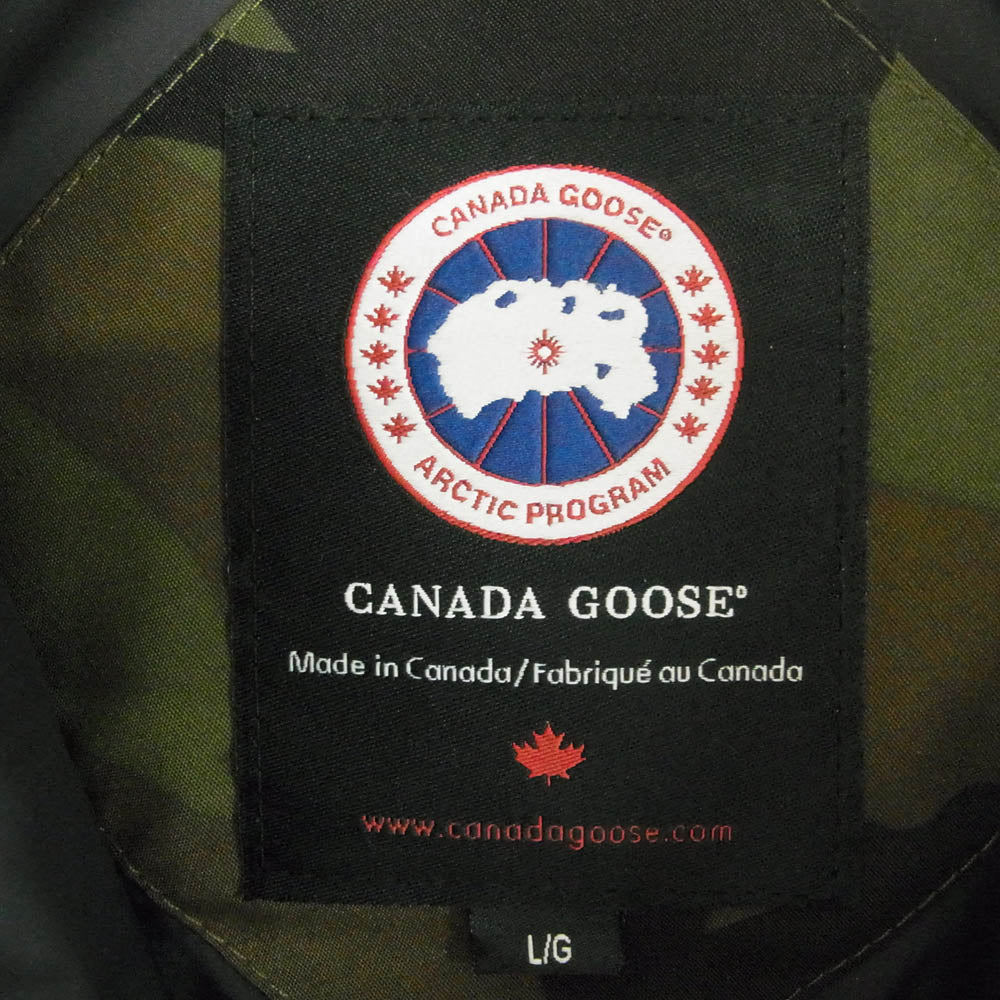 CANADA GOOSE®
ARCTIC PROGRAM
CANADA GOOSE®
Made in Canada/Fabriqué au Canada
www.canadagoose.com
L/G